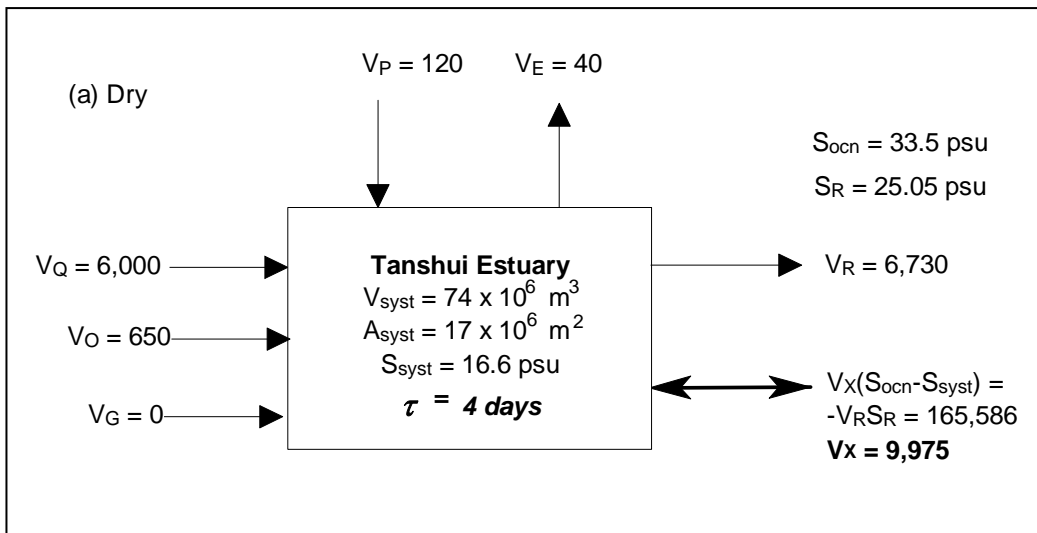 V_P = 120 V_E = 40
(a) Dry
S_ocn = 33.5 psu
S_R = 25.05 psu
V_Q = 6,000
Tanshui Estuary
V_R = 6,730
V_syst = 74 x 10^6 m^3
V_O = 650
A_syst = 17 x 10^6 m^2
S_syst = 16.6 psu
τ = 4 days
V_G = 0
V_X(S_ocn-S_syst) =
-V_RS_R = 165,586
Vx = 9,975